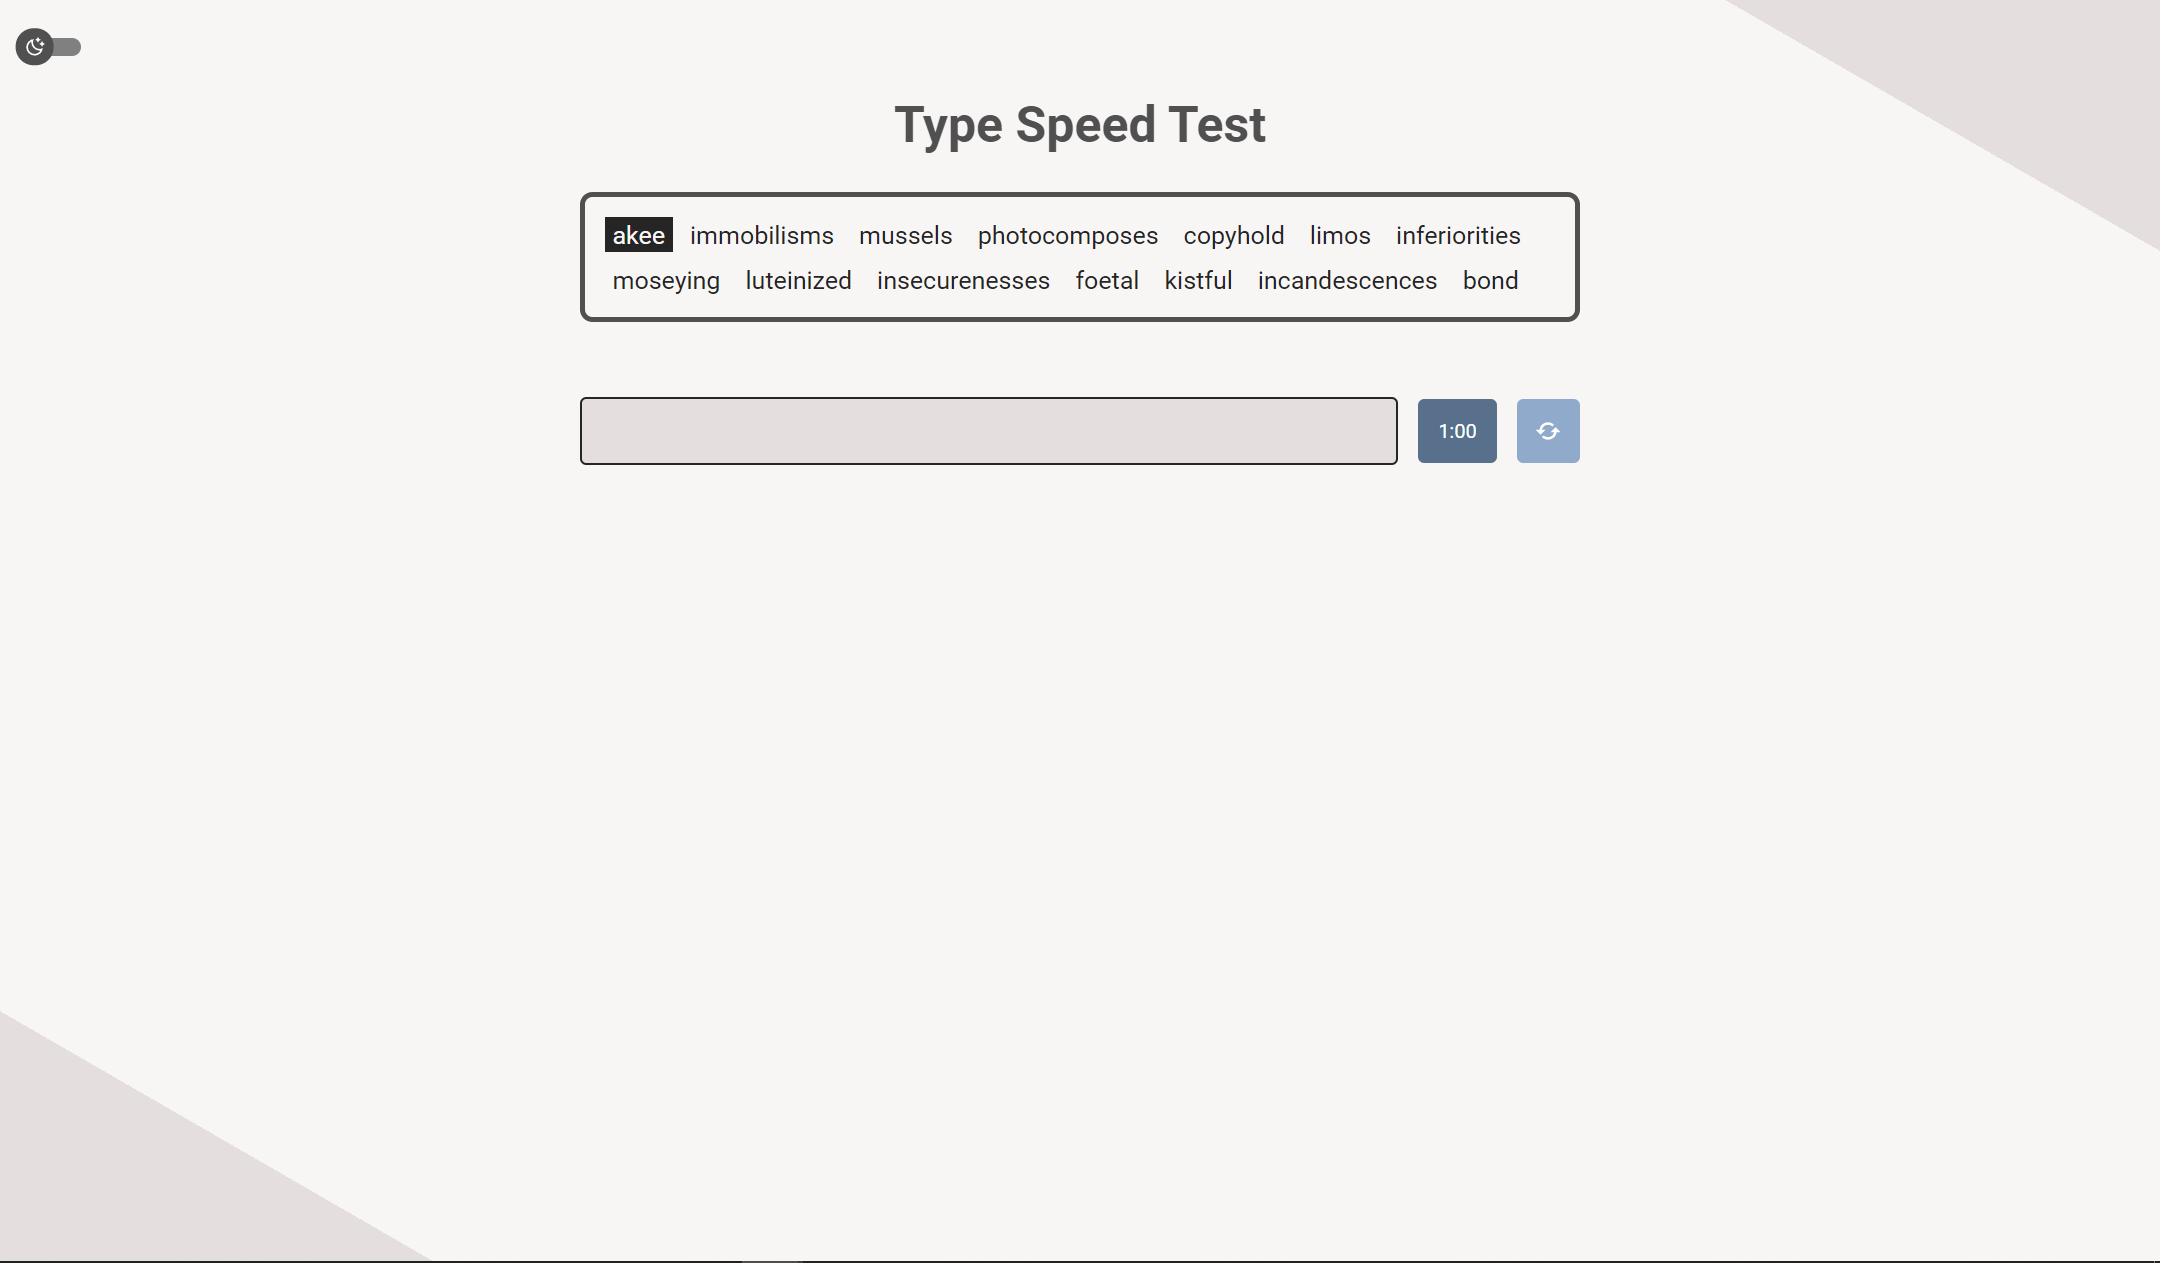 Type Speed Test
akee immobilisms mussels photocomposes copyhold limos inferiorities
moseying luteinized insecurenesses foetal kistful incandescences bond
1:00